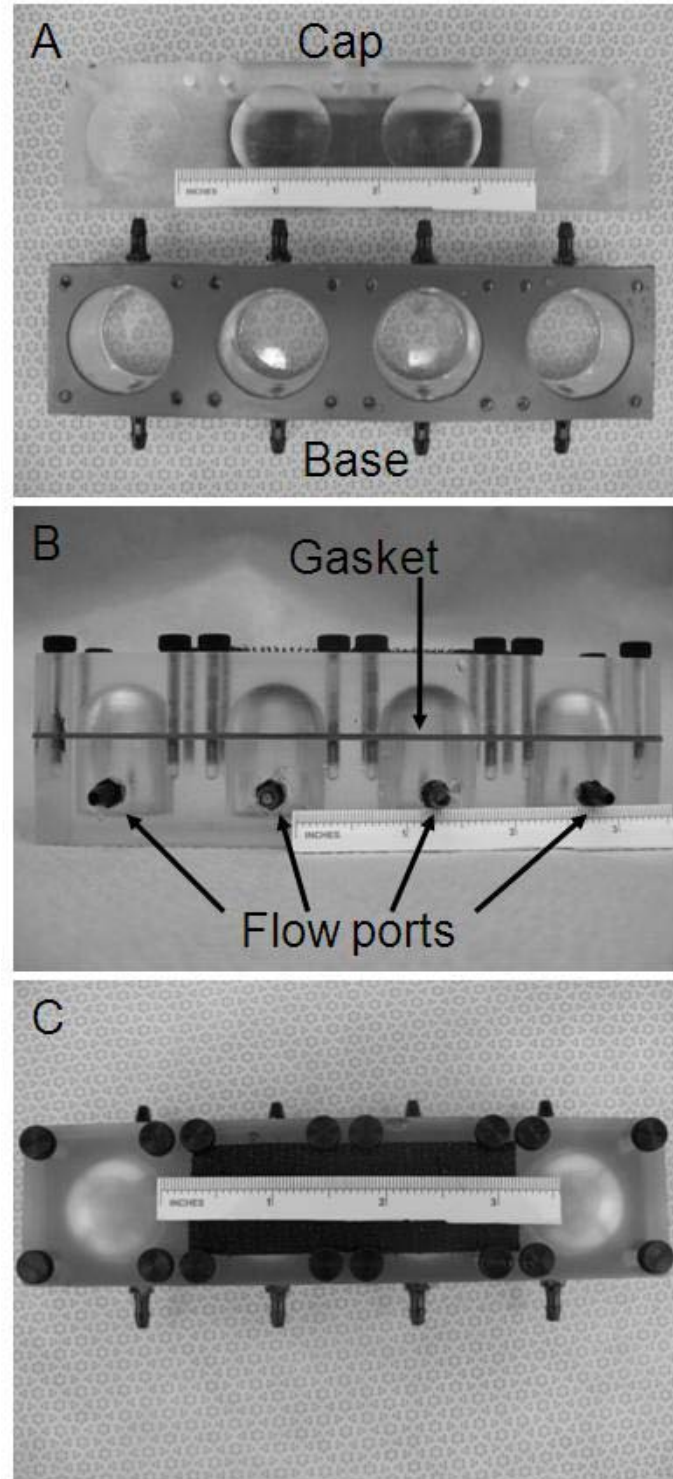 A
Cap
INCHES 1 2 3
Base
B
Gasket
INCHES 1 2 3
Flow ports
C
INCHES 1 2 3